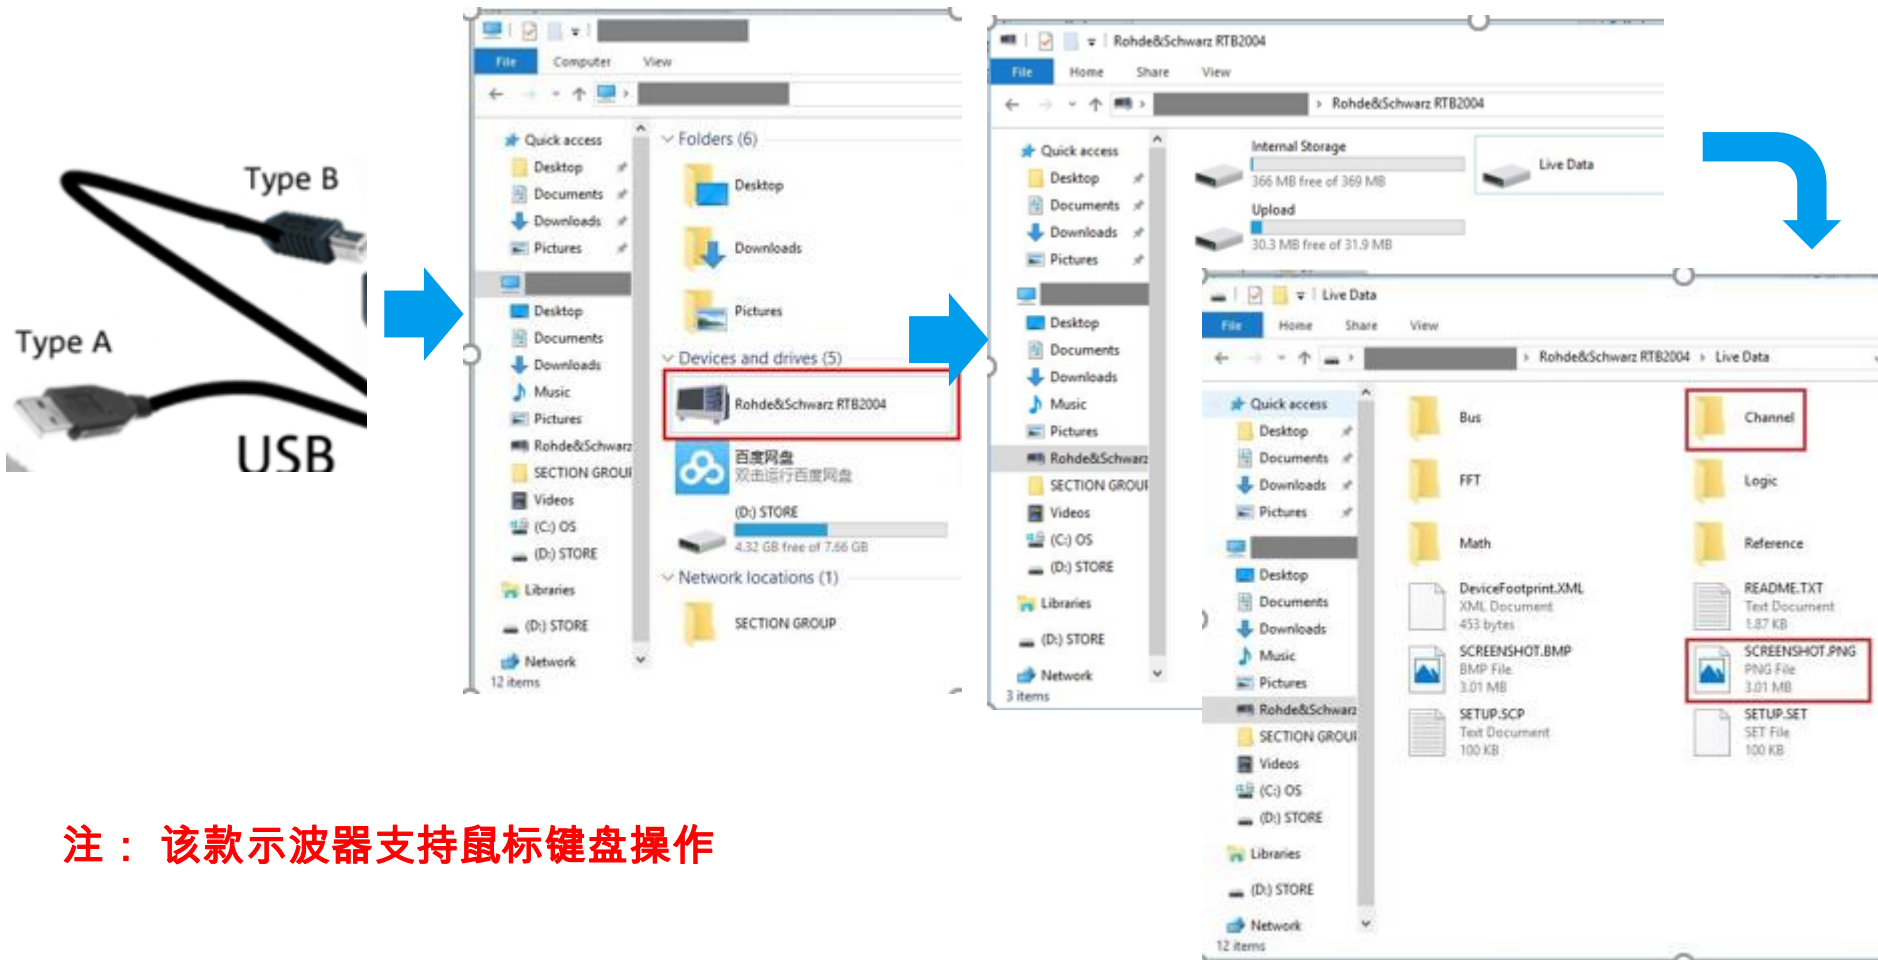 Type B
Type A
USB
File Computer View
Quick access
Desktop
Documents
Downloads
Pictures
Desktop
Documents
Downloads
Music
Pictures
Rohde&Schwarz
SECTION GROUP
Videos
(C:) OS
(D:) STORE
Libraries
(D:) STORE
Network
12 items
Folders (6)
Desktop
Downloads
Pictures
Devices and drives (5)
Rohde&Schwarz RTB2004
百度网盘
双击运行百度网盘
(D:) STORE
4.32 GB free of 7.66 GB
Network locations (1)
SECTION GROUP
Rohde&Schwarz RTB2004
File Home Share View
Rohde&Schwarz RTB2004
Quick access
Desktop
Documents
Downloads
Pictures
Desktop
Documents
Downloads
Music
Pictures
Rohde&Schwarz
SECTION GROUP
Videos
(C:) OS
(D:) STORE
Libraries
(D:) STORE
Network
3 items
Internal Storage
366 MB free of 369 MB
Live Data
Upload
30.3 MB free of 31.9 MB
Live Data
File Home Share View
Rohde&Schwarz RTB2004 Live Data
Quick access
Desktop
Documents
Downloads
Pictures
Desktop
Documents
Downloads
Music
Pictures
Rohde&Schwarz
SECTION GROUP
Videos
(C:) OS
(D:) STORE
Libraries
(D:) STORE
Network
12 items
Bus
Channel
FFT
Logic
Math
Reference
DeviceFootprint.XML
XML Document
453 bytes
README.TXT
Text Document
1.87 KB
SCREENSHOT.BMP
BMP File
3.01 MB
SCREENSHOT.PNG
PNG File
3.01 MB
SETUP.SCP
Text Document
100 KB
SETUP.SET
SET File
100 KB
注： 该款示波器支持鼠标键盘操作